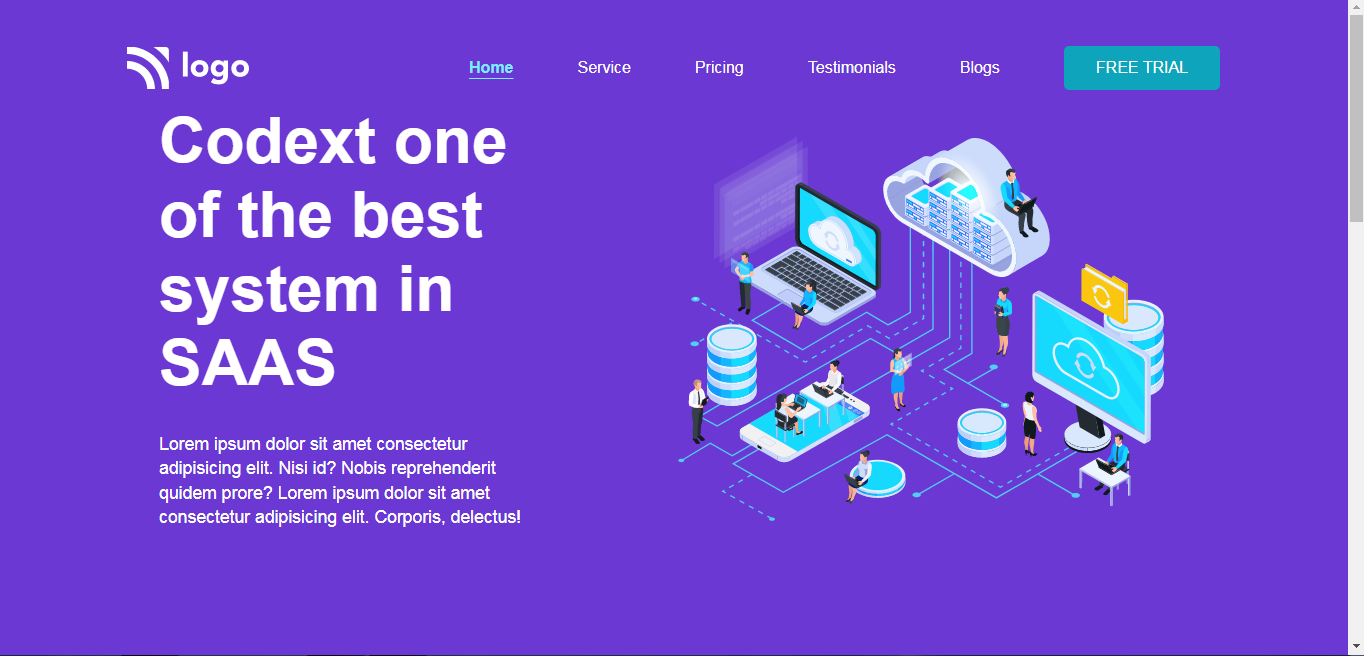 logo
Home
Service
Pricing
Testimonials
Blogs
FREE TRIAL
Codext one
of the best
system in
SAAS
Lorem ipsum dolor sit amet consectetur
adipisicing elit. Nisi id? Nobis reprehenderit
quidem prore? Lorem ipsum dolor sit amet
consectetur adipisicing elit. Corporis, delectus!